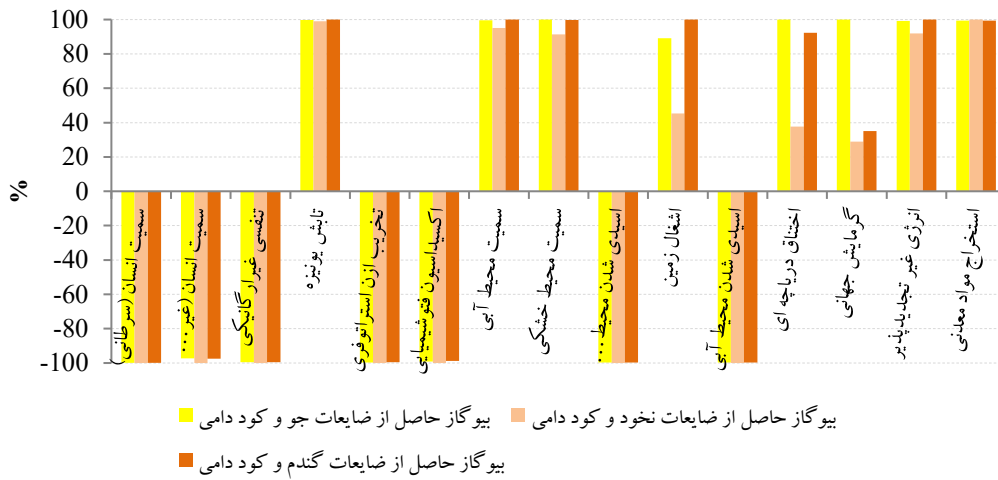 100
80
60
40
20
0
-20
-40
-60
-80
-100
%
سمیت انسان (سرطانی)
سمیت انسان (غیر...
تنفسی غیرارگانیکی
تابش یونیزه
تخریب ازن استراتوفری
اکسیداسیون فتوشیمیایی
سمیت محیط آبی
سمیت محیط خشکی
اسیدی شدن محیط...
اشغال زمین
اسیدی شدن محیط آبی
اختناق دریاچه ای
گرمایش جهانی
انرژی غیر تجدیدپذیر
استخراج مواد معدنی
بیوگاز حاصل از ضایعات جو و کود دامی
بیوگاز حاصل از ضایعات نخود و کود دامی
بیوگاز حاصل از ضایعات گندم و کود دامی